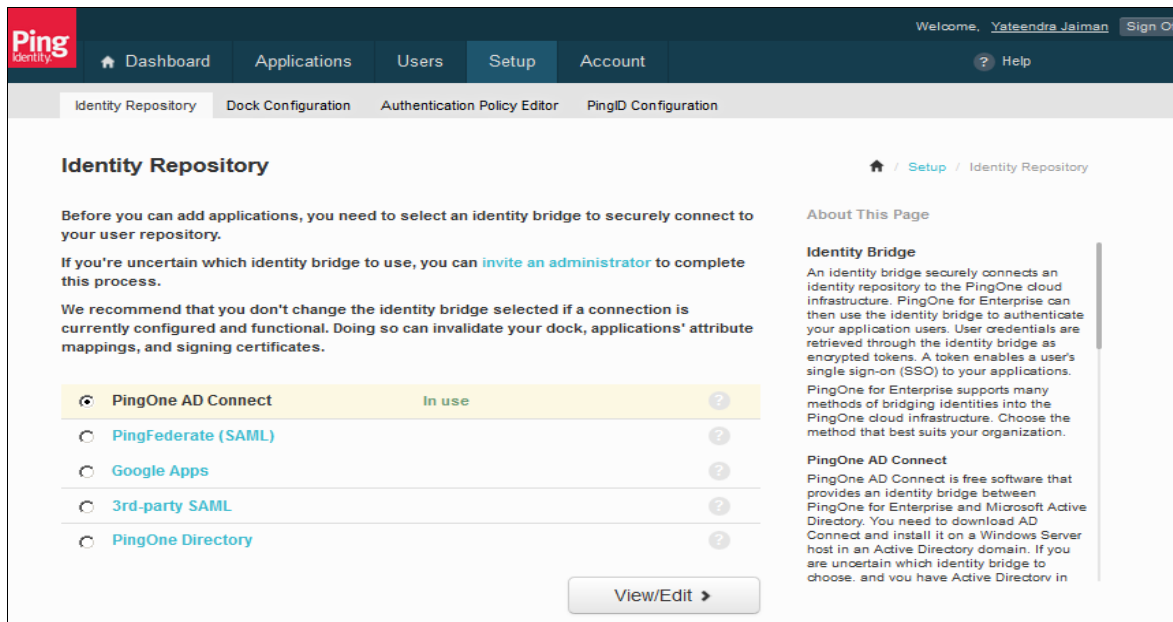 Ping
Identity.
Welcome, Yateendra Jaiman Sign O
Dashboard Applications Users Setup Account ? Help
Identity Repository Dock Configuration Authentication Policy Editor PingID Configuration
Identity Repository
/ Setup / Identity Repository
Before you can add applications, you need to select an identity bridge to securely connect to
your user repository.
If you're uncertain which identity bridge to use, you can invite an administrator to complete
this process.
We recommend that you don't change the identity bridge selected if a connection is
currently configured and functional. Doing so can invalidate your dock, applications' attribute
mappings, and signing certificates.
PingOne AD Connect In use ?
PingFederate (SAML) ?
Google Apps ?
3rd-party SAML ?
PingOne Directory ?
View/Edit
About This Page
Identity Bridge
An identity bridge securely connects an
identity repository to the PingOne cloud
infrastructure. PingOne for Enterprise can
then use the identity bridge to authenticate
your application users. User credentials are
retrieved through the identity bridge as
encrypted tokens. A token enables a user's
single sign-on (SSO) to your applications.
PingOne for Enterprise supports many
methods of bridging identities into the
PingOne cloud infrastructure. Choose the
method that best suits your organization.
PingOne AD Connect
PingOne AD Connect is free software that
provides an identity bridge between
PingOne for Enterprise and Microsoft Active
Directory. You need to download AD
Connect and install it on a Windows Server
host in an Active Directory domain. If you
are uncertain which identity bridge to
choose, and you have Active Directory in